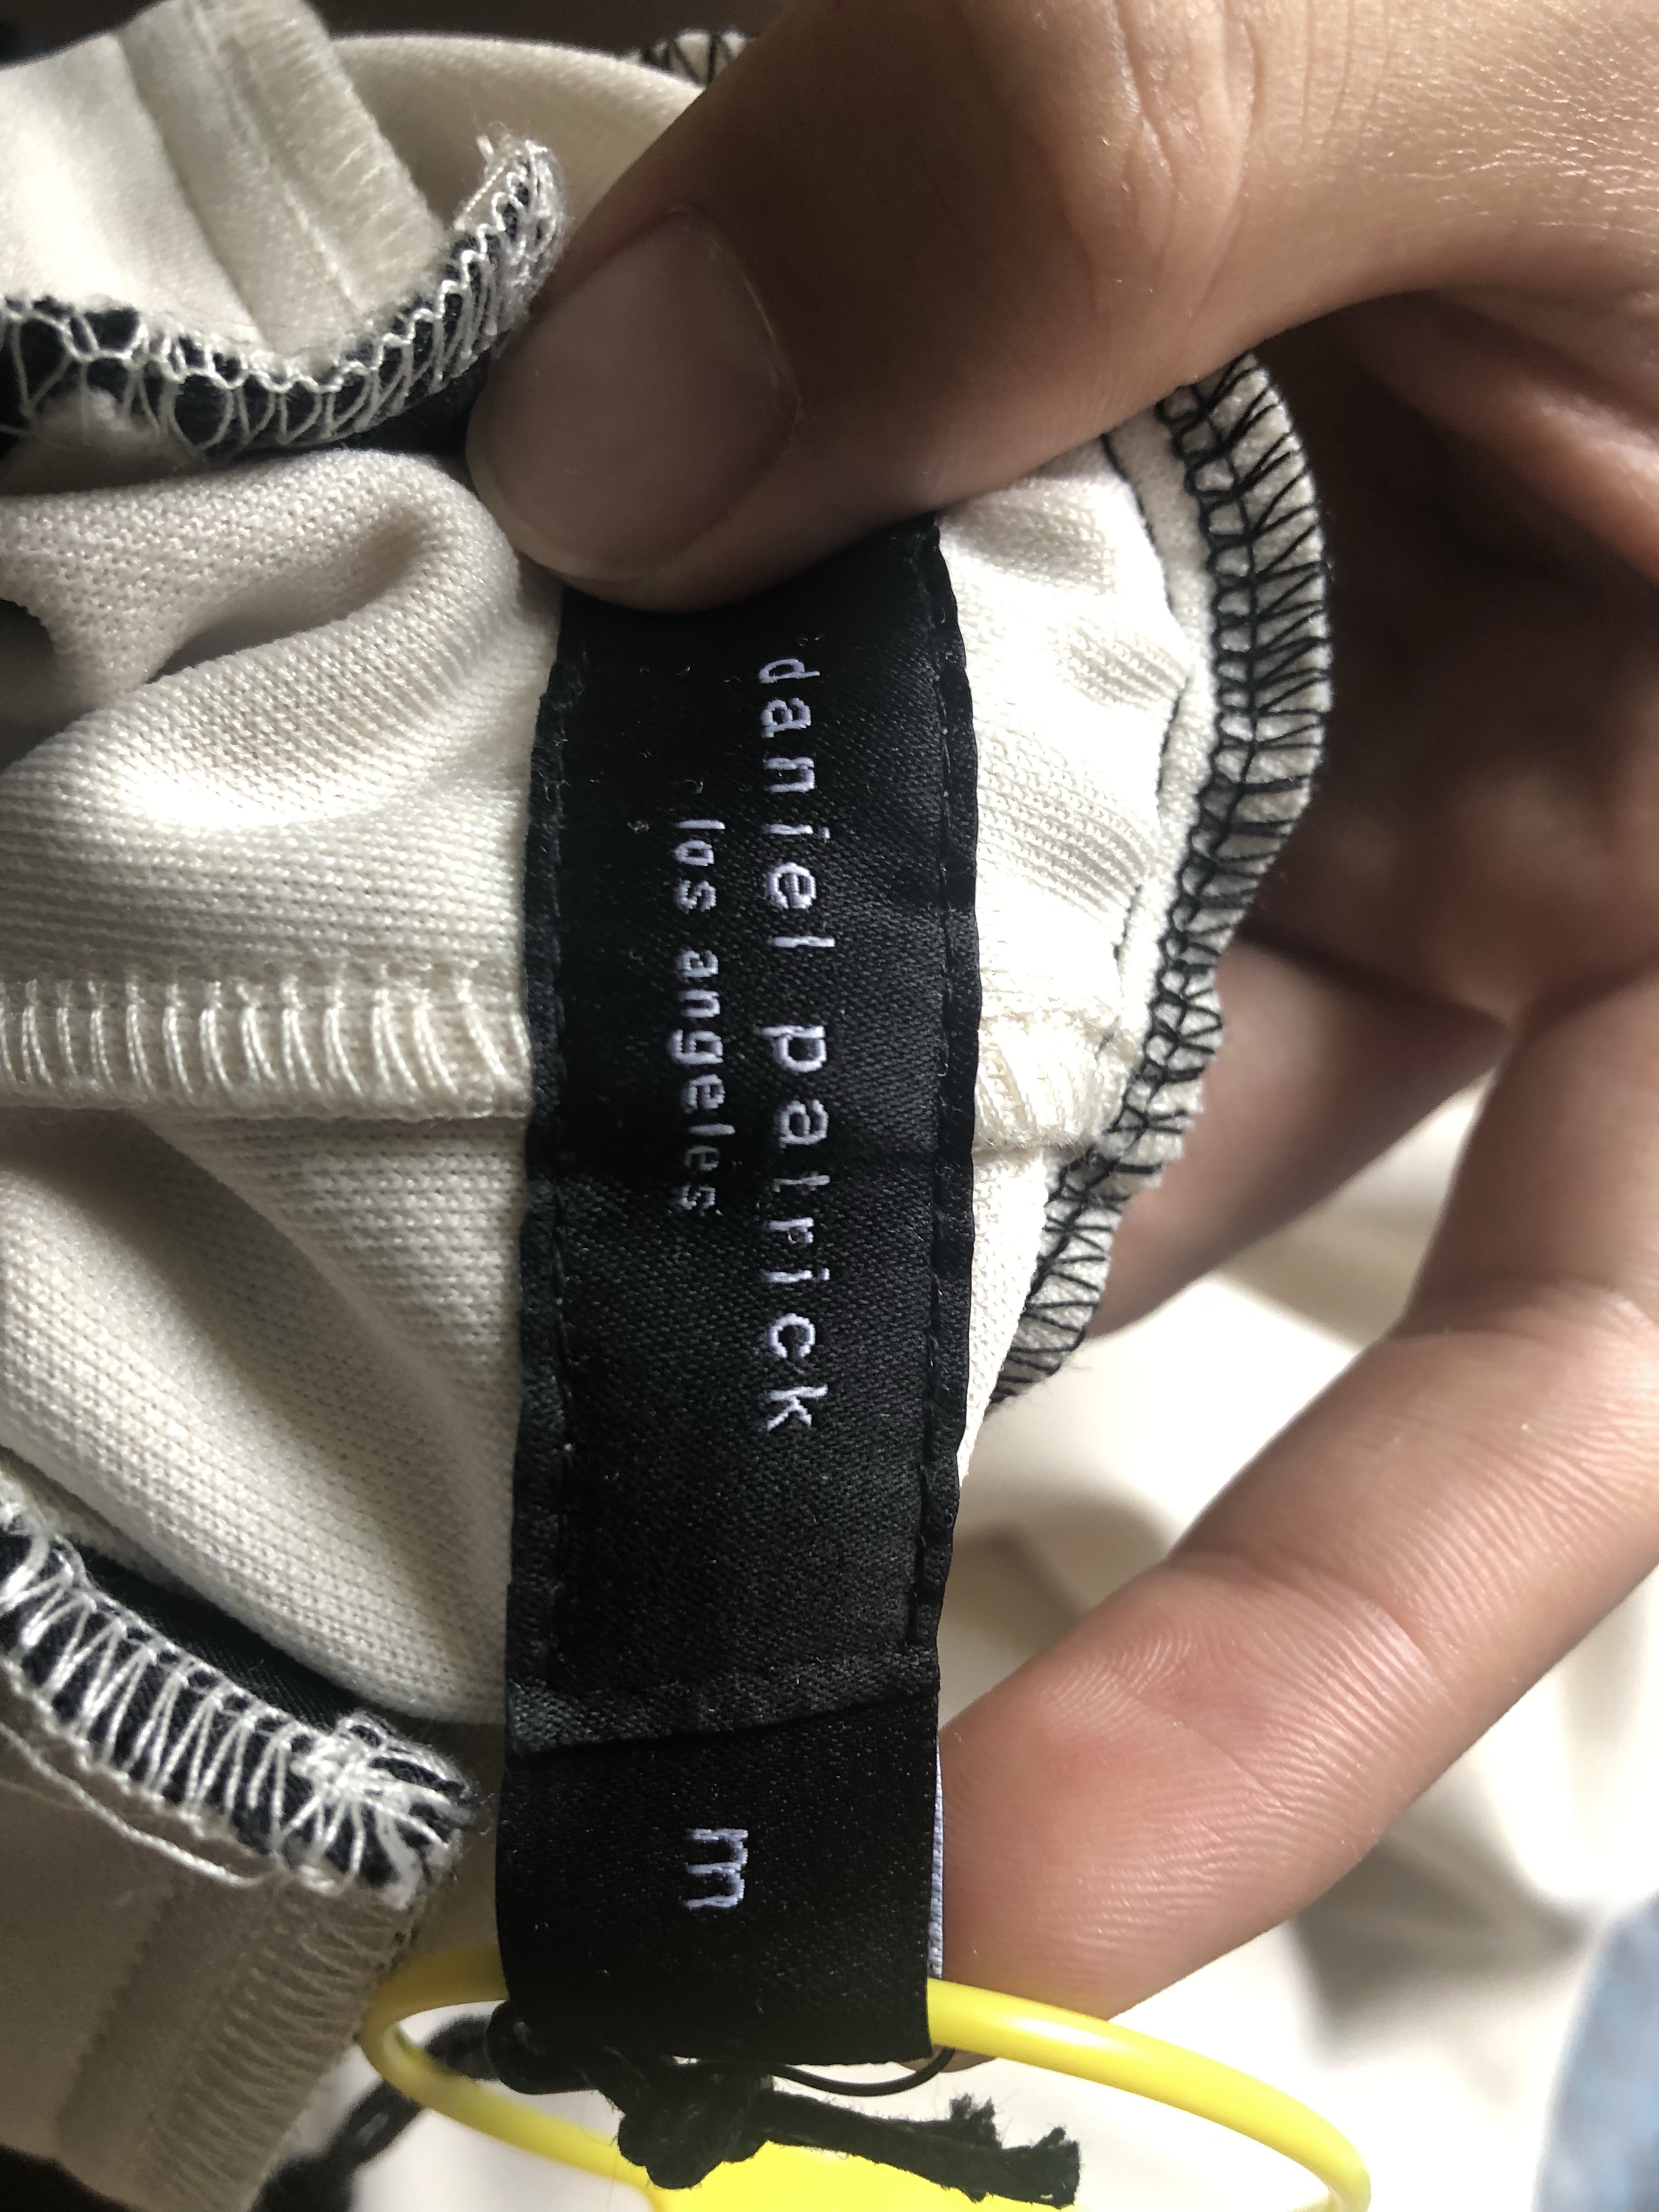 daniel patrick
los angeles
m